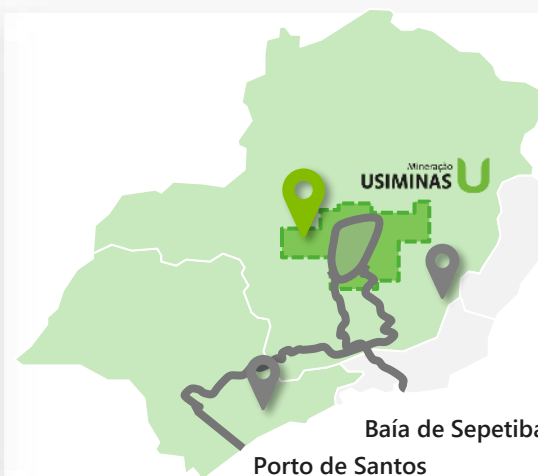 Mineração
USIMINAS
Baía de Sepetiba
Porto de Santos